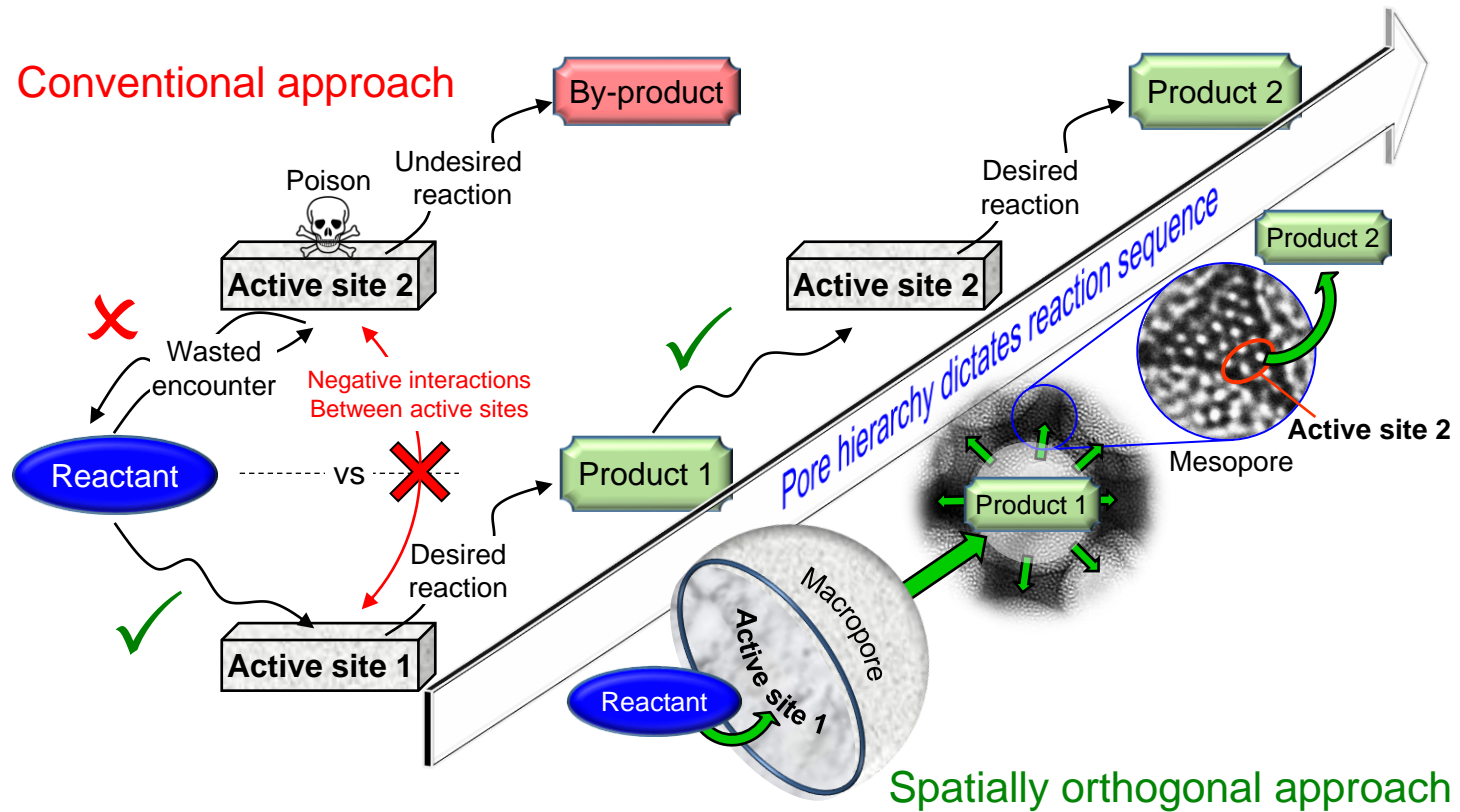 Conventional approach
By-product
Product 2
Poison
Undesired
reaction
Desired
reaction
Active site 2
Active site 2
Product 2
Wasted
encounter
Negative interactions
Between active sites
Pore hierarchy dictates reaction sequence
Active site 2
Mesopore
Reactant
vs
Product 1
Product 1
Desired
reaction
Macropore
Active site 1
Active site 1
Reactant
Spatially orthogonal approach